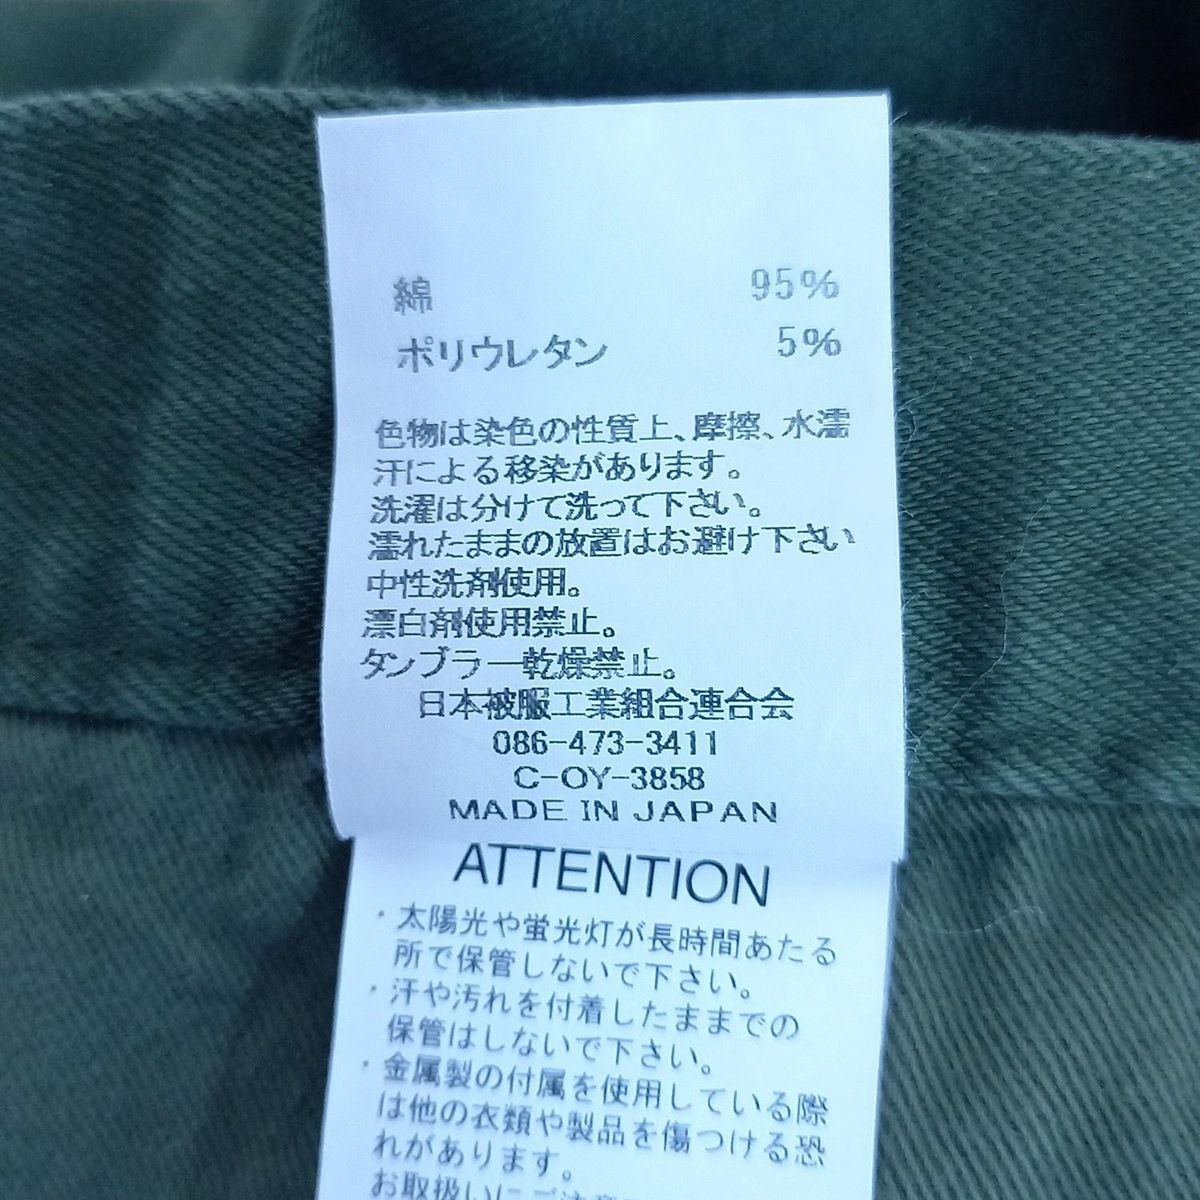 綿 95%
ポリウレタン 5%
色物は染色の性質上、摩擦、水濡
汗による移染があります。
洗濯は分けて洗って下さい。
濡れたままの放置はお避け下さい
中性洗剤使用。
漂白剤使用禁止。
タンブラー乾燥禁止。
日本被服工業組合連合会
086-473-3411
C-OY-3858
MADE IN JAPAN
ATTENTION
・太陽光や蛍光灯が長時間あたる
所で保管しないで下さい。
・汗や汚れを付着したままでの
保管はしないで下さい。
・金属製の付属を使用している際
は他の衣類や製品を傷つける恐
れがあります。
お取扱いにご注意